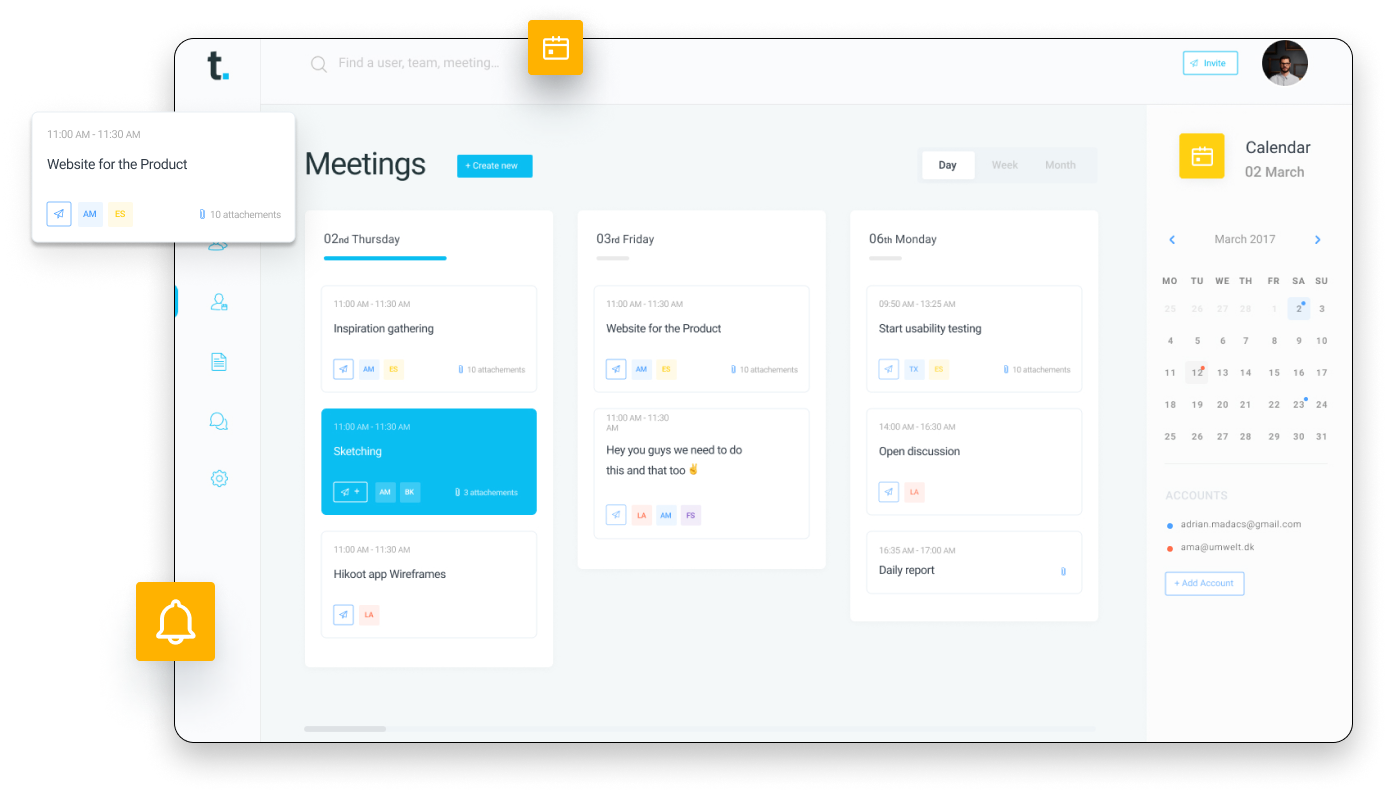 t.
Find a user, team, meeting...
Invite
11:00 AM - 11:30 AM
Website for the Product
AM ES 10 attachements
Meetings
+ Create new
Day Week Month
02nd Thursday
11:00 AM - 11:30 AM
Inspiration gathering
AM ES 10 attachements
11:00 AM - 11:30 AM
Sketching
+ AM BK 3 attachements
11:00 AM - 11:30 AM
Hikoot app Wireframes
LA
03rd Friday
11:00 AM - 11:30 AM
Website for the Product
AM ES 10 attachements
11:00 AM - 11:30
AM
Hey you guys we need to do
this and that too ✌
LA AM FS
06th Monday
09:50 AM - 13:25 AM
Start usability testing
TX ES 10 attachements
14:00 AM - 16:30 AM
Open discussion
LA
16:35 AM - 17:00 AM
Daily report
Calendar
02 March
March 2017
MO TU WE TH FR SA SU
25 26 27 28 1 2 3
4 5 6 7 8 9 10
11 12 13 14 15 16 17
18 19 20 21 22 23 24
25 26 27 28 29 30 31
ACCOUNTS
adrian.madacs@gmail.com
ama@umwelt.dk
+ Add Account